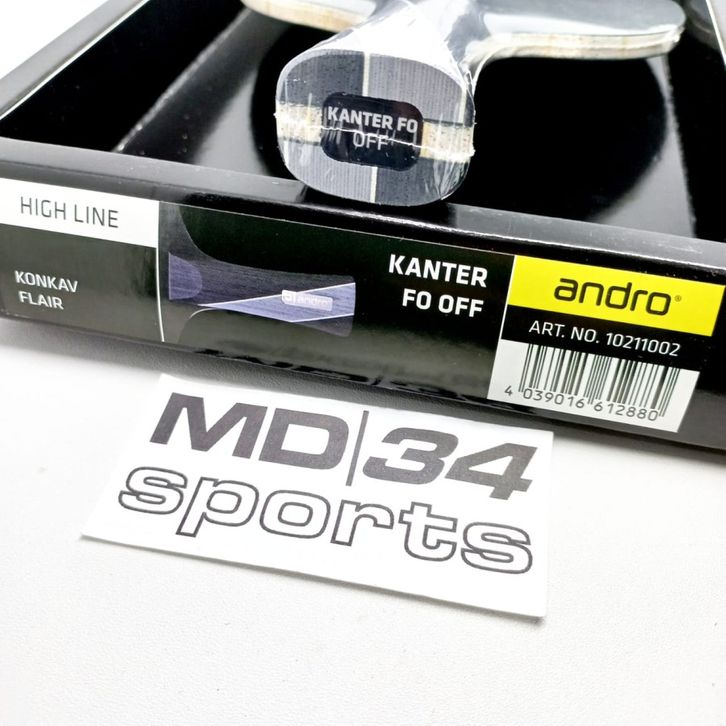 KANTER FO
OFF
HIGH LINE
KONKAV
FLAIR
andro
KANTER
FO OFF
andro®
ART. NO. 10211002
4 039016 612880
MD|34
sports